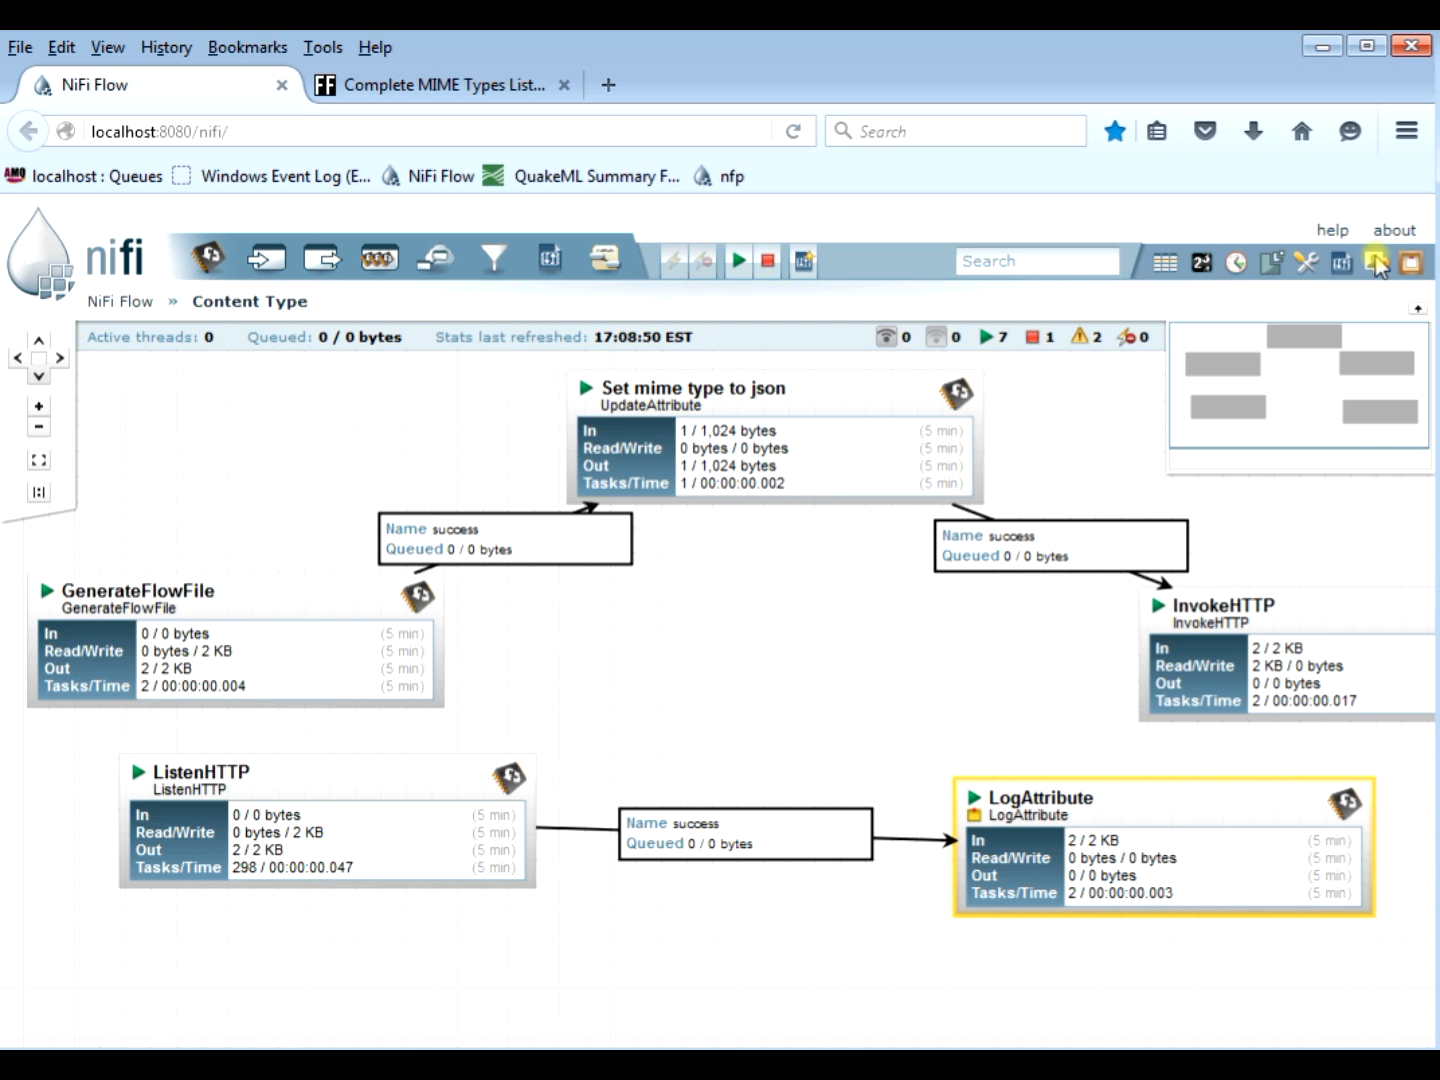 File Edit View History Bookmarks Tools Help
NiFi Flow
Complete MIME Types List...
localhost:8080/nifi/
Search
localhost : Queues
Windows Event Log (E...
NiFi Flow
QuakeML Summary F...
nfp
help about
nifi
Search
NiFi Flow » Content Type
Active threads: 0 Queued: 0 / 0 bytes Stats last refreshed: 17:08:50 EST
0 0 7 1 2 0
Set mime type to json
UpdateAttribute
In 1 / 1,024 bytes (5 min)
Read/Write 0 bytes / 0 bytes (5 min)
Out 1 / 1,024 bytes (5 min)
Tasks/Time 1 / 00:00:00.002 (5 min)
Name success
Queued 0 / 0 bytes
Name success
Queued 0 / 0 bytes
GenerateFlowFile
GenerateFlowFile
In 0 / 0 bytes (5 min)
Read/Write 0 bytes / 2 KB (5 min)
Out 2 / 2 KB (5 min)
Tasks/Time 2 / 00:00:00.004 (5 min)
InvokeHTTP
InvokeHTTP
In 2 / 2 KB
Read/Write 2 KB / 0 bytes
Out 0 / 0 bytes
Tasks/Time 2 / 00:00:00.017
ListenHTTP
ListenHTTP
In 0 / 0 bytes (5 min)
Read/Write 0 bytes / 2 KB (5 min)
Out 2 / 2 KB (5 min)
Tasks/Time 298 / 00:00:00.047 (5 min)
Name success
Queued 0 / 0 bytes
LogAttribute
LogAttribute
In 2 / 2 KB (5 min)
Read/Write 0 bytes / 0 bytes (5 min)
Out 0 / 0 bytes (5 min)
Tasks/Time 2 / 00:00:00.003 (5 min)